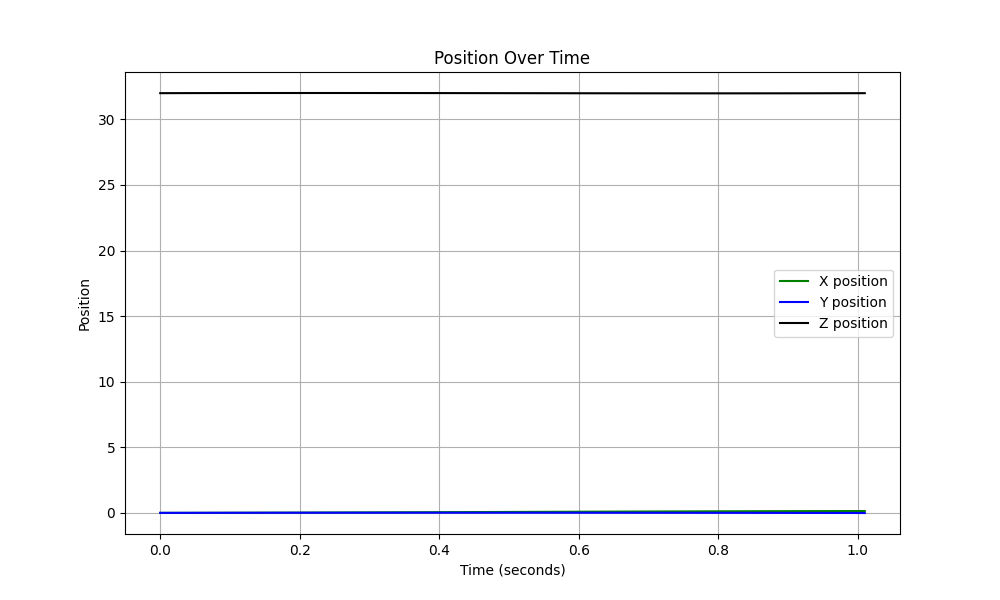 Position Over Time
30
25
20
15
10
5
0
Position
X position
Y position
Z position
0.0 0.2 0.4 0.6 0.8 1.0
Time (seconds)